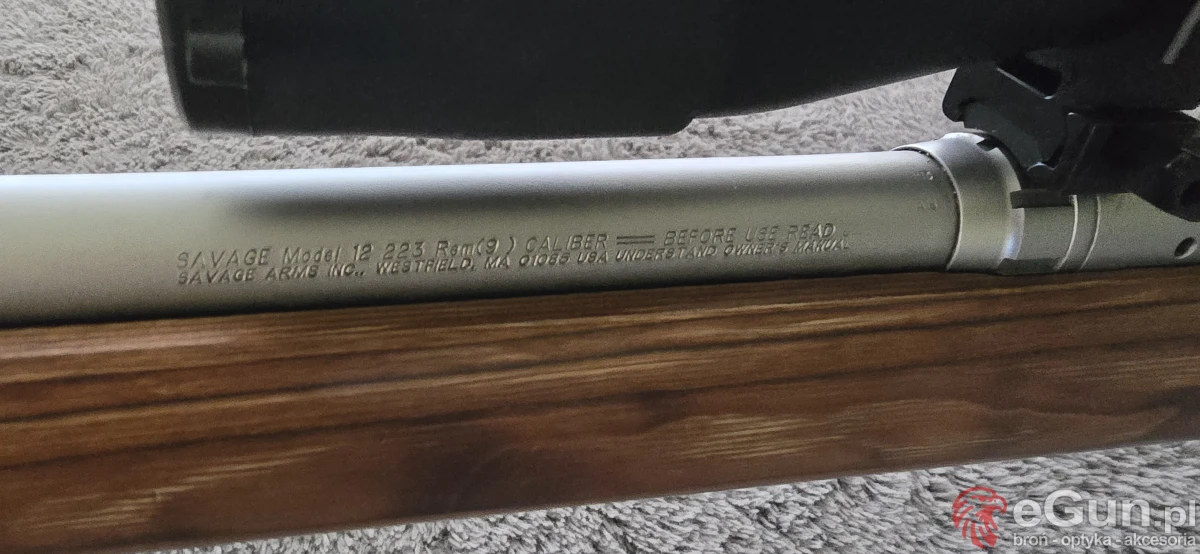 SAVAGE Model 12 223 Rem(9") CALIBER == BEFORE USE READ
SAVAGE ARMS INC., WESTFIELD, MA 01085 USA UNDERSTAND OWNER'S MANUAL
eGun.pl
broń - optyka - akcesoria